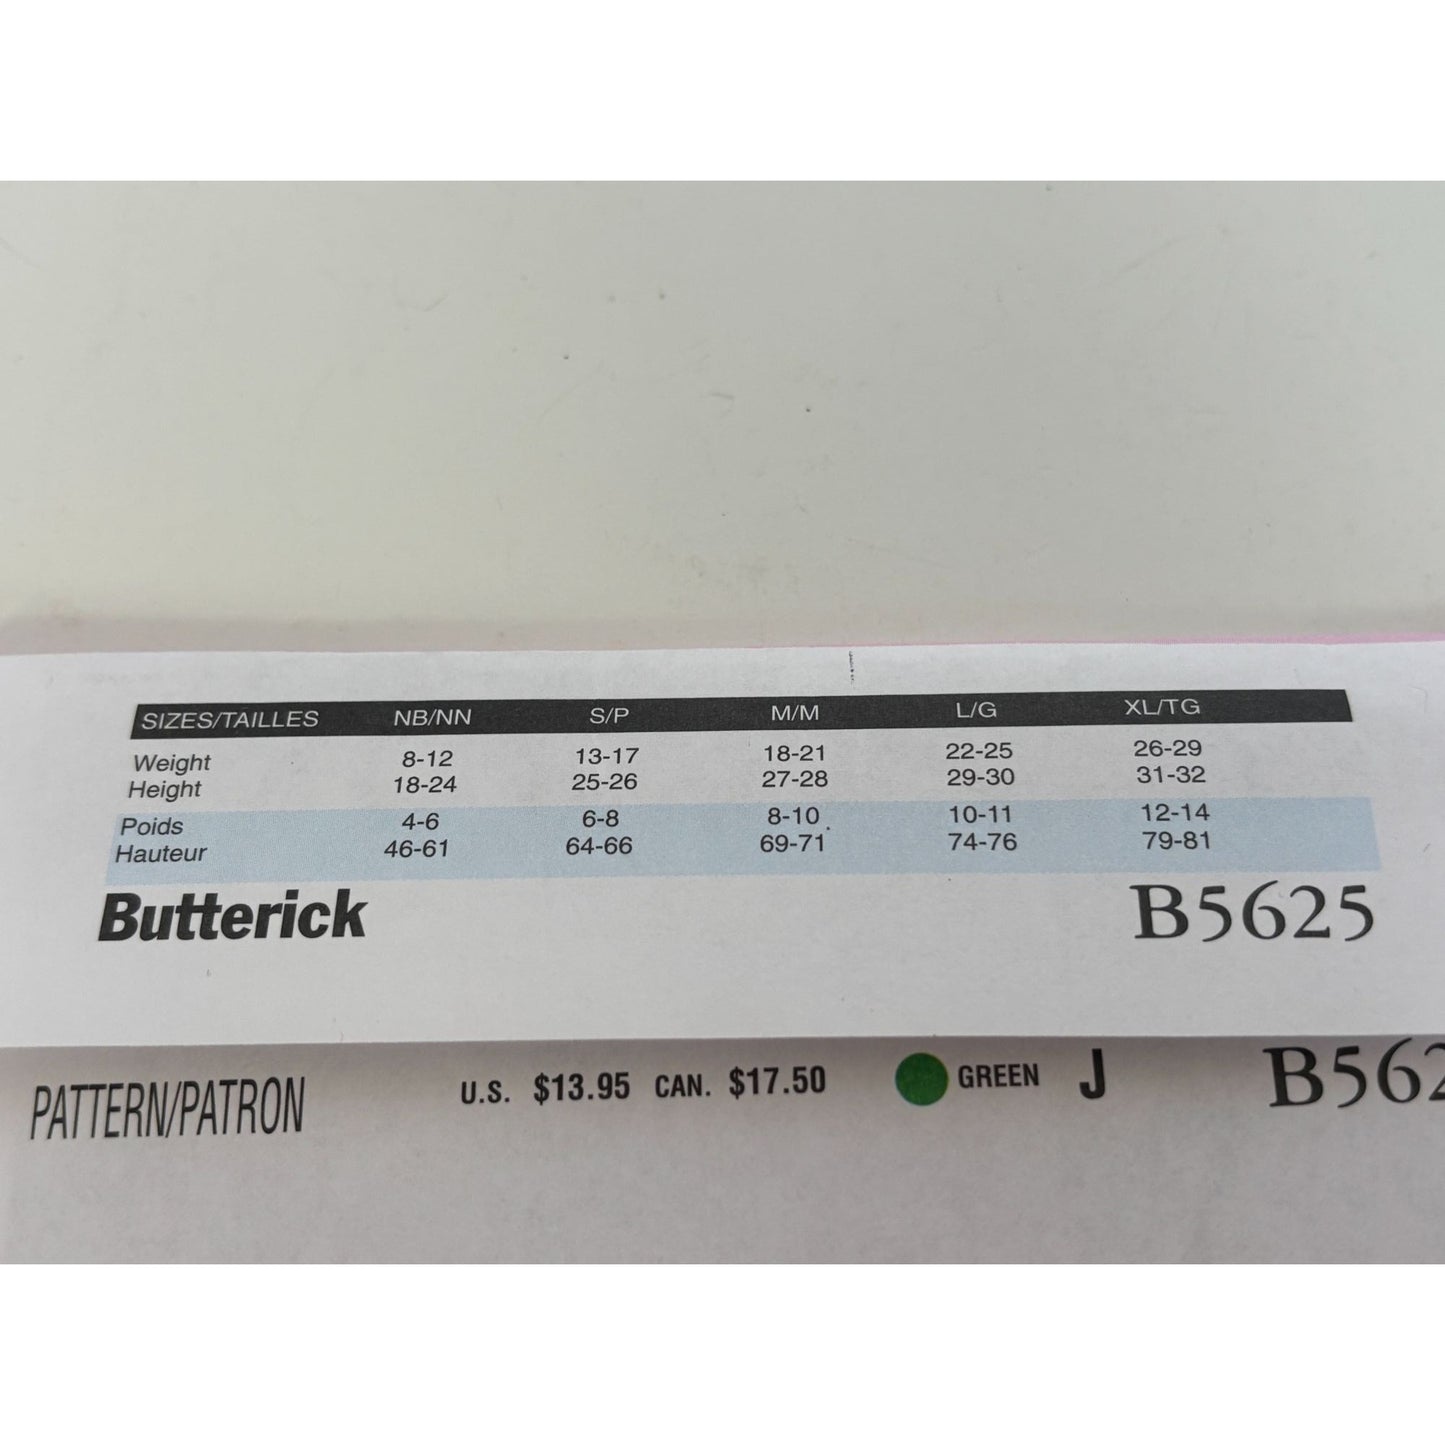 SIZES/TAILLES NB/NN S/P M/M L/G XL/TG
Weight 8-12 13-17 18-21 22-25 26-29
Height 18-24 25-26 27-28 29-30 31-32
Poids 4-6 6-8 8-10 10-11 12-14
Hauteur 46-61 64-66 69-71 74-76 79-81
Butterick B5625
PATTERN/PATRON U.S. $13.95 CAN. $17.50 GREEN J B562